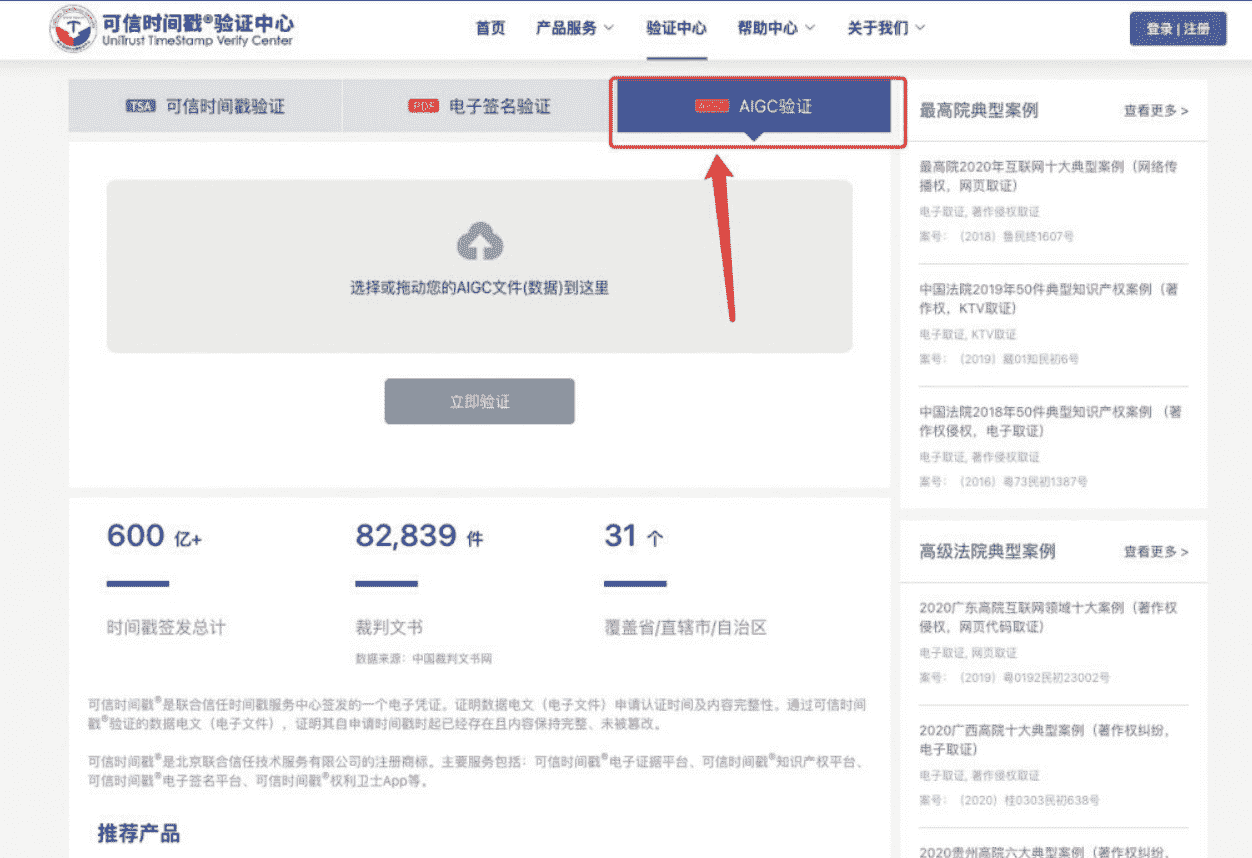 可信时间戳®验证中心
UniTrust TimeStamp Verify Center
首页
产品服务
验证中心
帮助中心
关于我们
登录 | 注册
TSA 可信时间戳验证
PDF 电子签名验证
AIGC验证
选择或拖动您的AIGC文件(数据)到这里
立即验证
600 亿+
时间戳签发总计
82,839 件
裁判文书
数据来源：中国裁判文书网
31 个
覆盖省/直辖市/自治区
可信时间戳®是联合信任时间戳服务中心签发的一个电子凭证，证明数据电文（电子文件）申请认证时间及内容完整性。通过可信时间
戳®验证的数据电文（电子文件），证明其自申请时间戳时起已经存在且内容保持完整、未被篡改。
可信时间戳®是北京联合信任技术服务有限公司的注册商标。主要服务包括：可信时间戳®电子证据平台、可信时间戳®知识产权平台、
可信时间戳®电子签名平台、可信时间戳®权利卫士App等。
推荐产品
最高院典型案例
查看更多 >
最高院2020年互联网十大典型案例（网络传
播权，网页取证）
电子取证, 著作侵权取证
案号：（2018）鲁民终1607号
中国法院2019年50件典型知识产权案例（著
作权，KTV取证）
电子取证, KTV取证
案号：（2019）藏01知民初6号
中国法院2018年50件典型知识产权案例 （著
作权侵权，电子取证）
电子取证, 著作侵权取证
案号：（2016）粤73民初1387号
高级法院典型案例
查看更多 >
2020广东高院互联网领域十大案例（著作权
侵权，网页代码取证）
电子取证, 网页取证
案号：（2019）粤0192民初23002号
2020广西高院十大典型案例（著作权纠纷，
电子取证）
电子取证, 著作侵权取证
案号：（2020）桂0303民初638号
2020贵州高院六大典型案例（著作权纠纷，